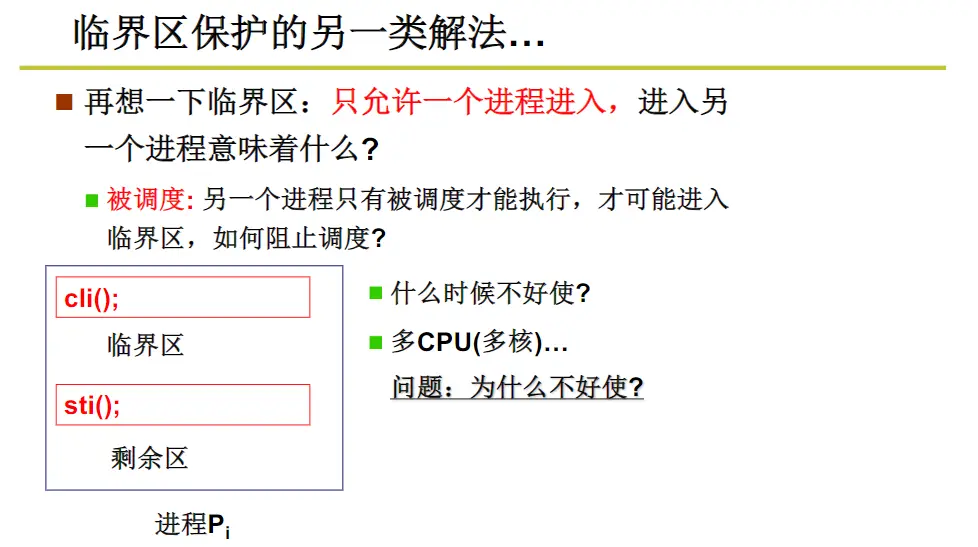 临界区保护的另一类解法...
再想一下临界区：只允许一个进程进入，进入另
一个进程意味着什么?
被调度: 另一个进程只有被调度才能执行，才可能进入
临界区，如何阻止调度?
cli();
临界区
sti();
剩余区
进程Pi
什么时候不好使?
多CPU(多核)...
问题：为什么不好使?